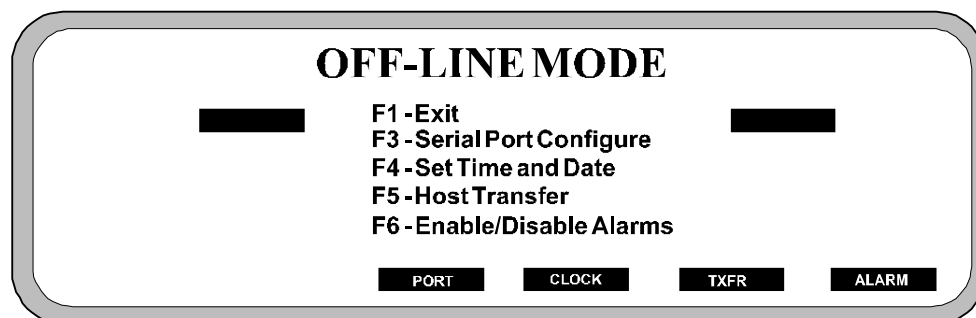 OFF-LINE MODE
F1 - Exit
F3 - Serial Port Configure
F4 - Set Time and Date
F5 - Host Transfer
F6 - Enable/Disable Alarms
PORT CLOCK TXFR ALARM